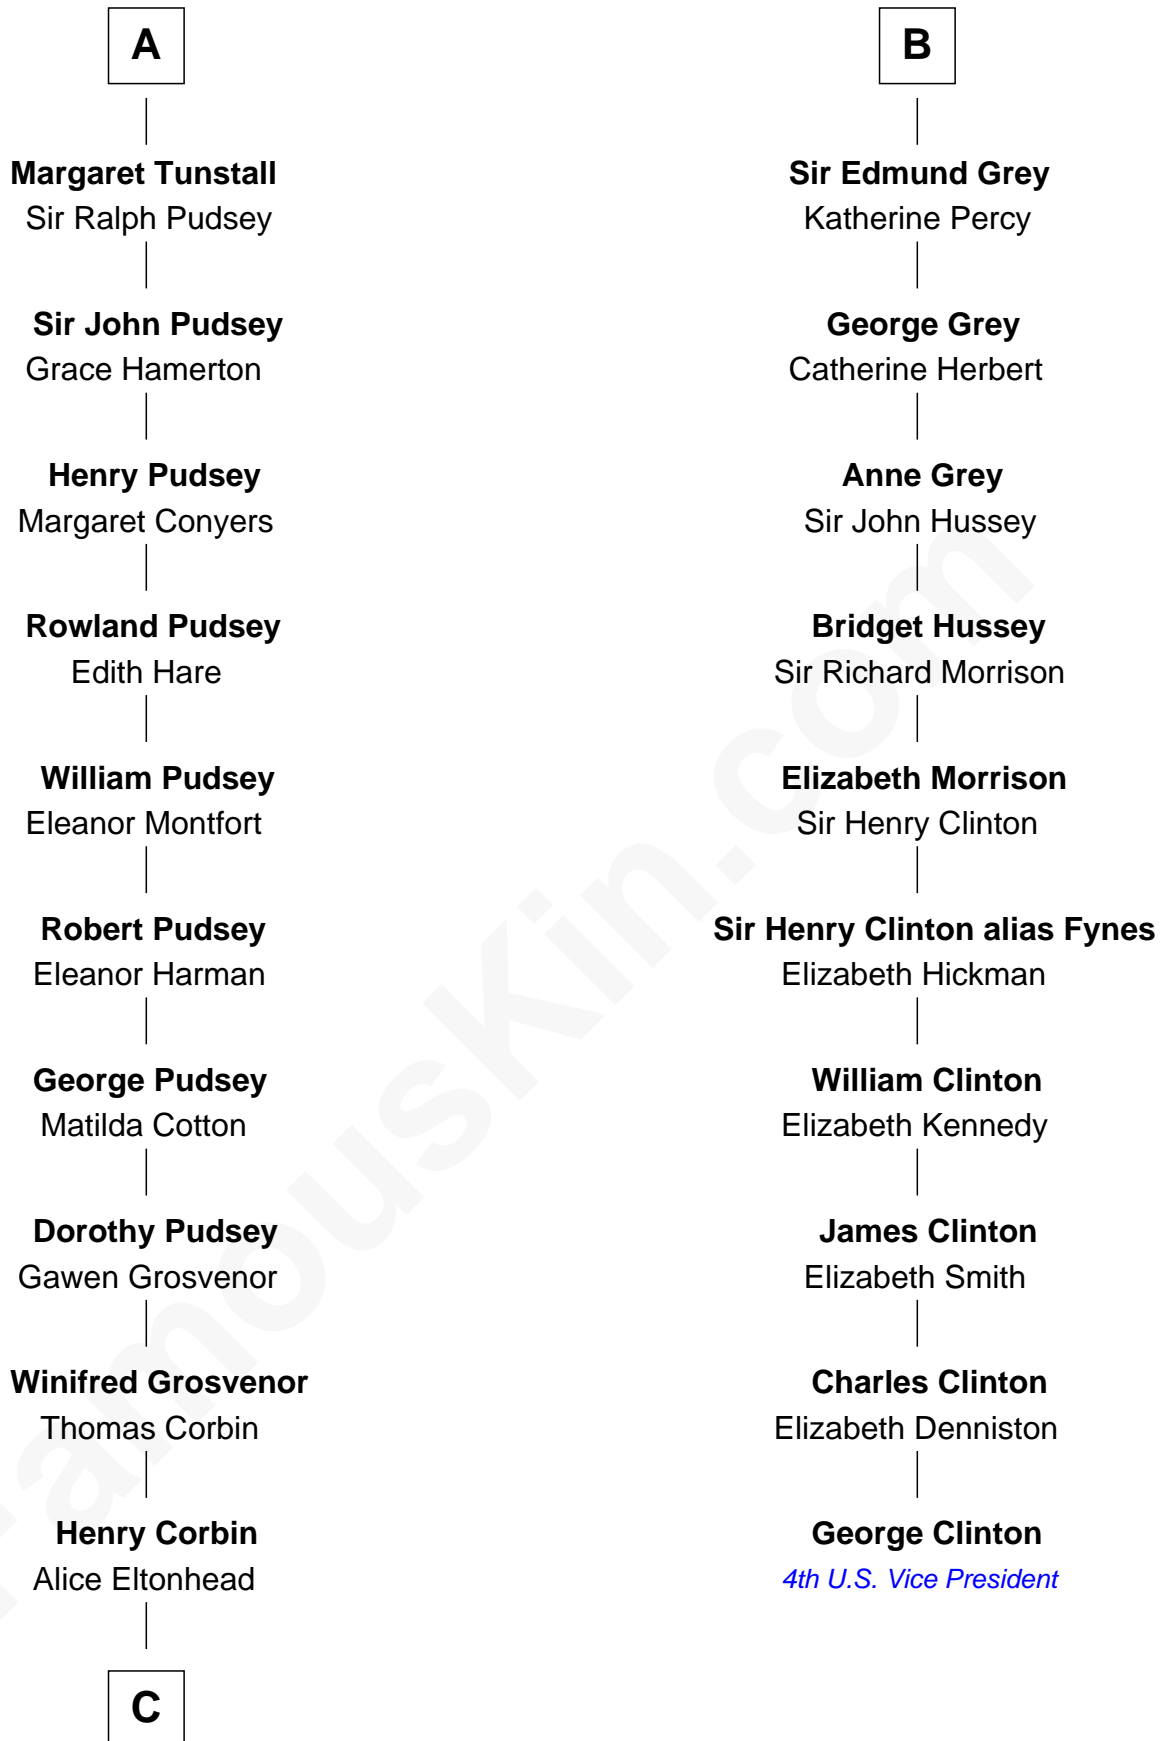 A
Margaret Tunstall
Sir Ralph Pudsey
Sir John Pudsey
Grace Hamerton
Henry Pudsey
Margaret Conyers
Rowland Pudsey
Edith Hare
William Pudsey
Eleanor Montfort
Robert Pudsey
Eleanor Harman
George Pudsey
Matilda Cotton
Dorothy Pudsey
Gawen Grosvenor
Winifred Grosvenor
Thomas Corbin
Henry Corbin
Alice Eltonhead
C
B
Sir Edmund Grey
Katherine Percy
George Grey
Catherine Herbert
Anne Grey
Sir John Hussey
Bridget Hussey
Sir Richard Morrison
Elizabeth Morrison
Sir Henry Clinton
Sir Henry Clinton alias Fynes
Elizabeth Hickman
William Clinton
Elizabeth Kennedy
James Clinton
Elizabeth Smith
Charles Clinton
Elizabeth Denniston
George Clinton
4th U.S. Vice President
FamousKin.com